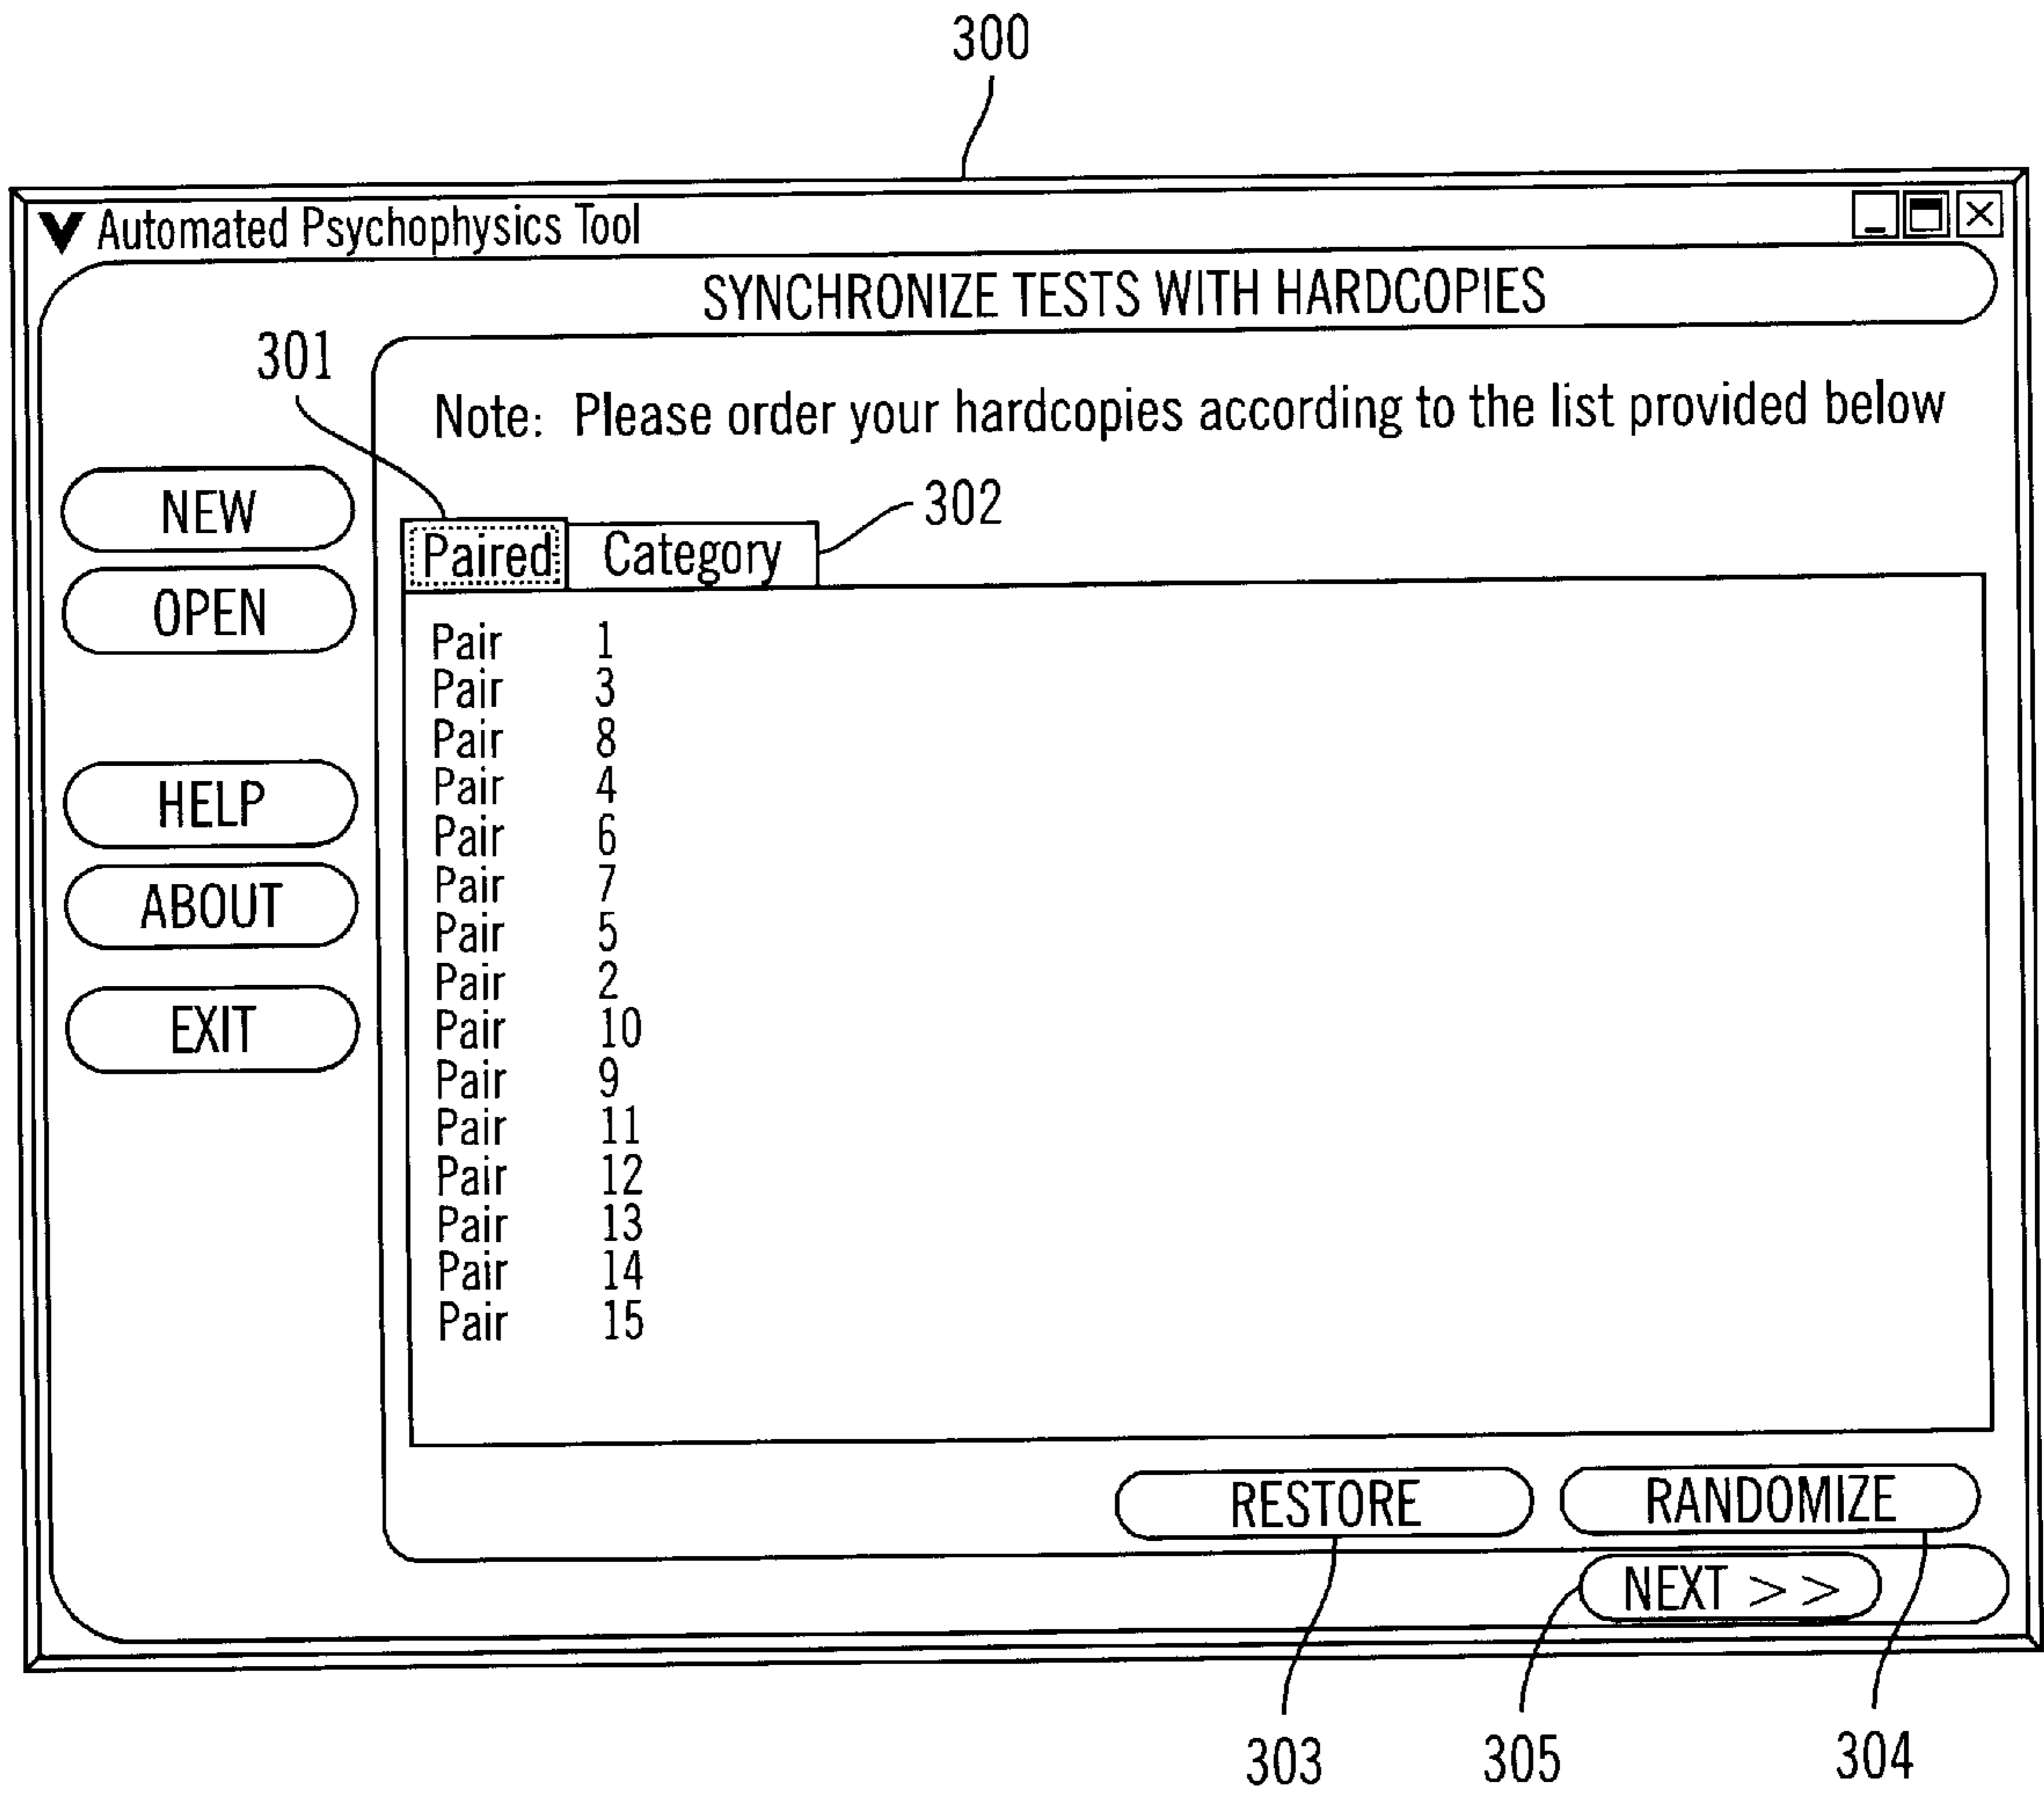 300
Automated Psychophysics Tool
SYNCHRONIZE TESTS WITH HARDCOPIES
301
Note: Please order your hardcopies according to the list provided below
302
Paired Category
NEW
OPEN
HELP
ABOUT
EXIT
Pair 1
Pair 3
Pair 8
Pair 4
Pair 6
Pair 7
Pair 5
Pair 2
Pair 10
Pair 9
Pair 11
Pair 12
Pair 13
Pair 14
Pair 15
RESTORE RANDOMIZE
NEXT >>
303 305 304